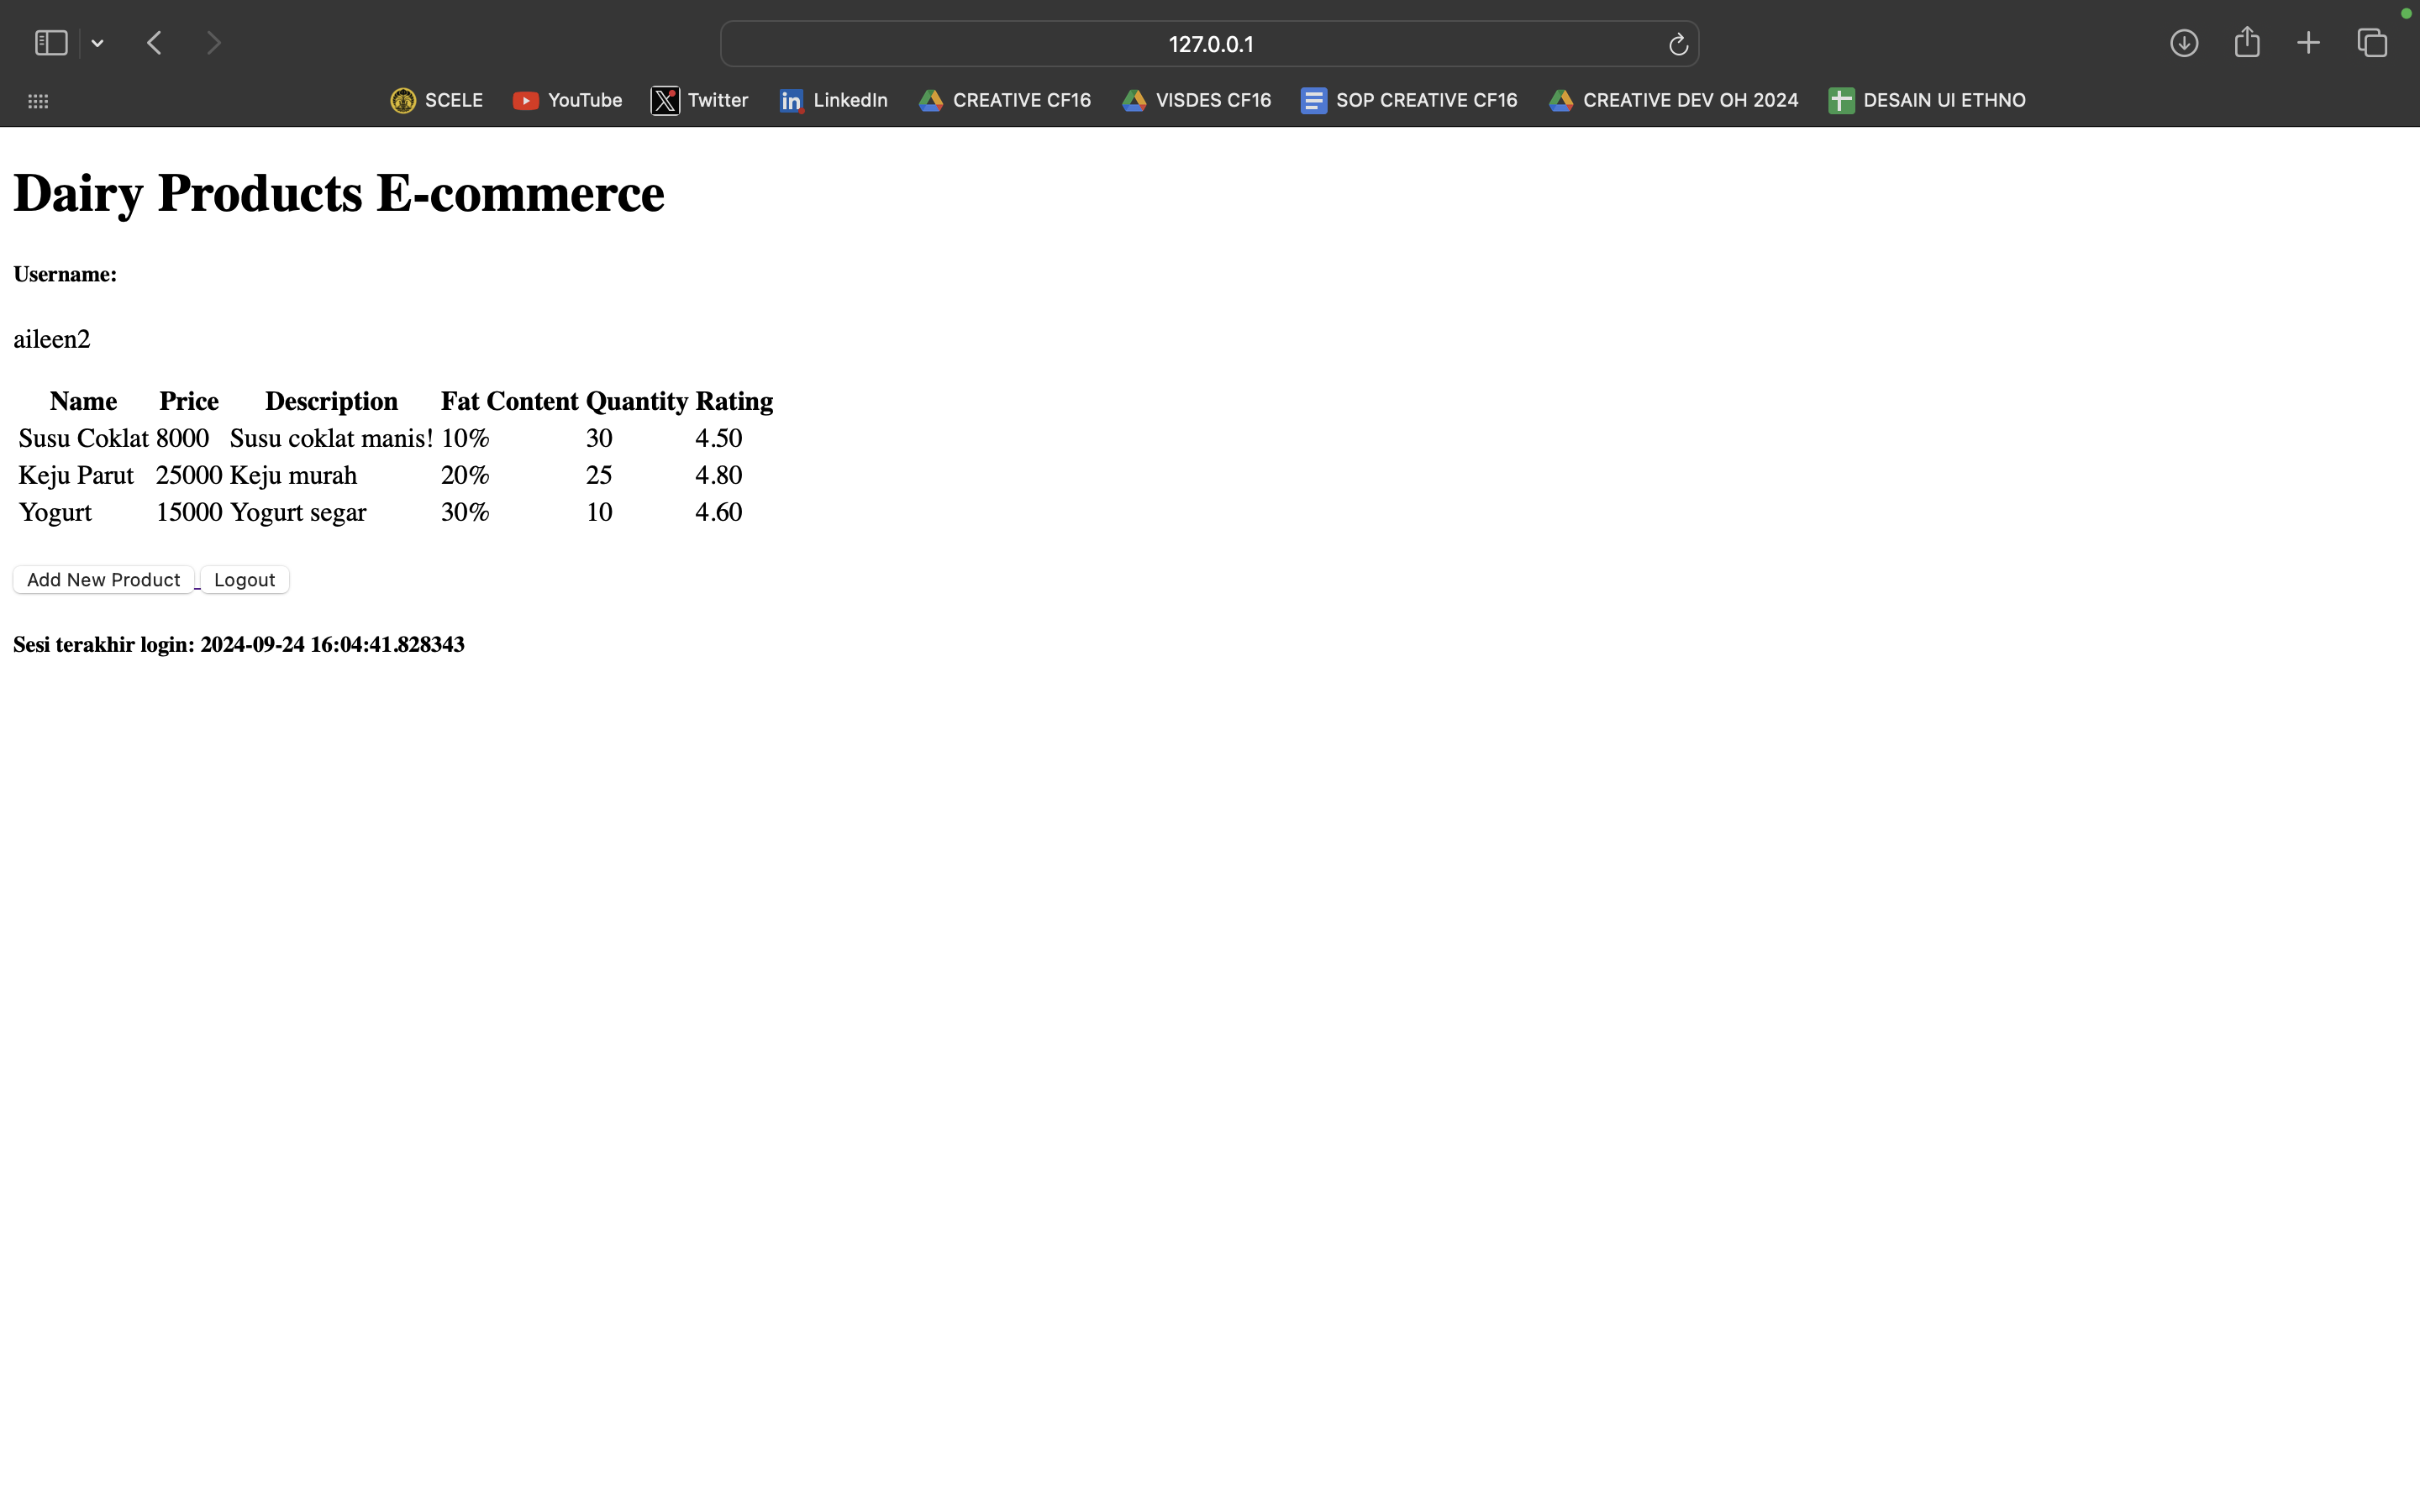 127.0.0.1
SCELE YouTube Twitter LinkedIn CREATIVE CF16 VISDES CF16 SOP CREATIVE CF16 CREATIVE DEV OH 2024 DESAIN UI ETHNO
Dairy Products E-commerce
Username:
aileen2
Name Price Description Fat Content Quantity Rating
Susu Coklat 8000 Susu coklat manis! 10% 30 4.50
Keju Parut 25000 Keju murah 20% 25 4.80
Yogurt 15000 Yogurt segar 30% 10 4.60
Add New Product Logout
Sesi terakhir login: 2024-09-24 16:04:41.828343